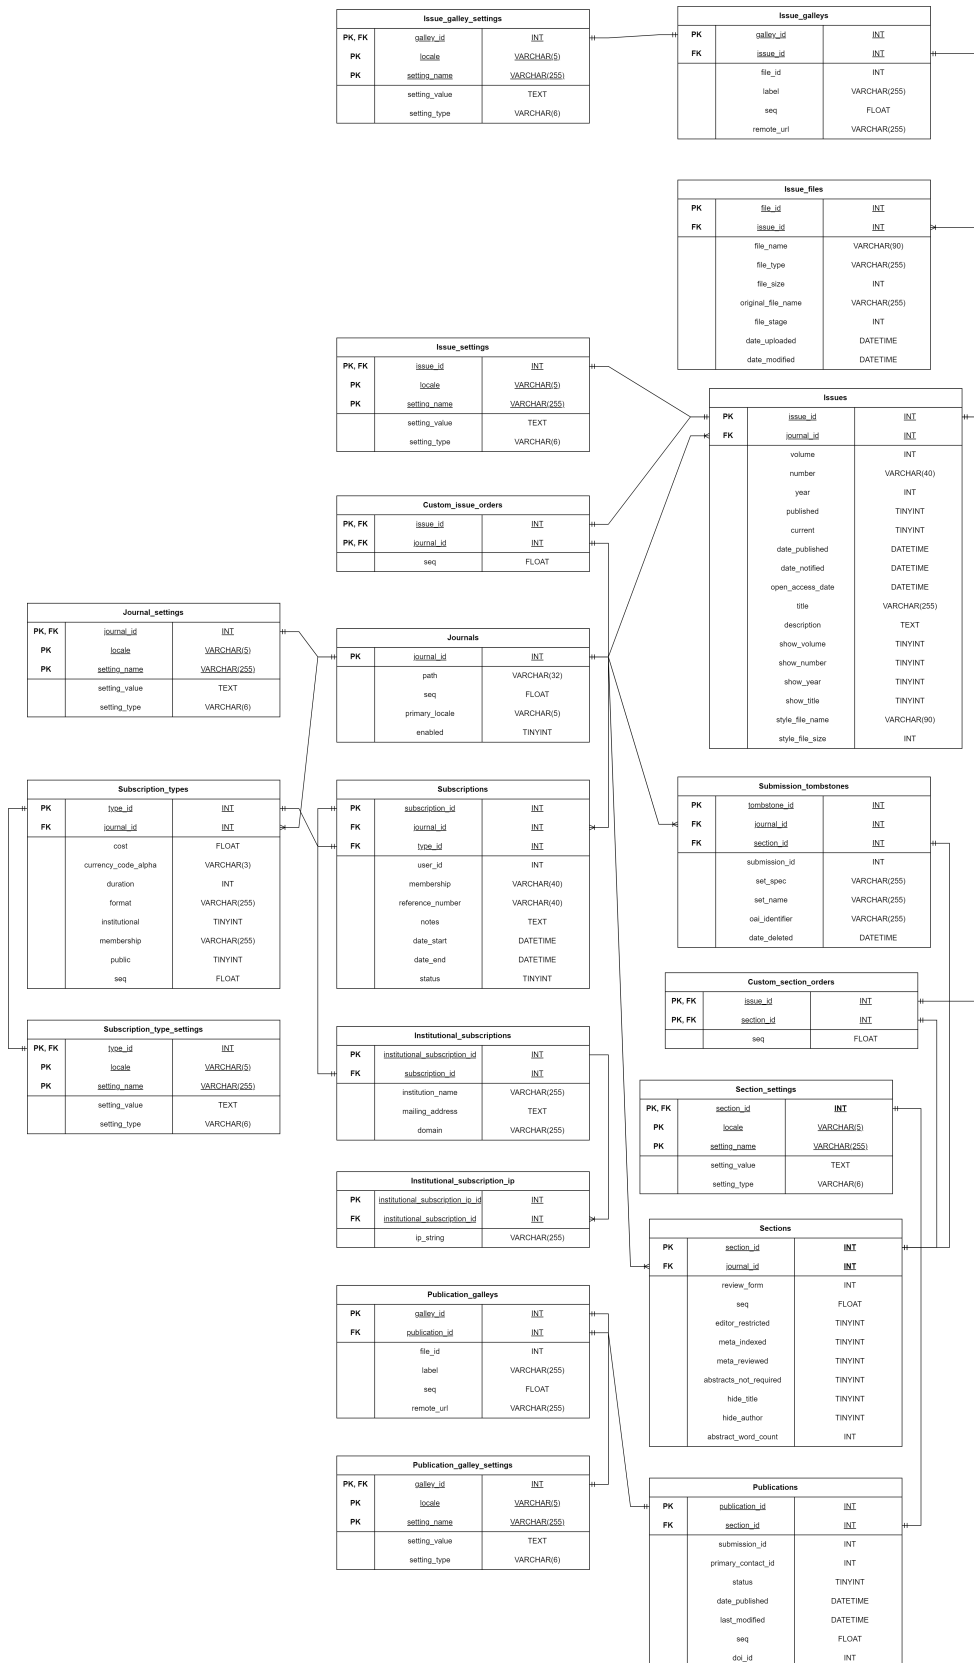 Issue_galley_settings
PK, FK galley_id INT
PK locale VARCHAR(5)
PK setting_name VARCHAR(255)
setting_value TEXT
setting_type VARCHAR(6)
Issue_galleys
PK galley_id INT
FK issue_id INT
file_id INT
label VARCHAR(255)
seq FLOAT
remote_url VARCHAR(255)
Issue_files
PK file_id INT
FK issue_id INT
file_name VARCHAR(90)
file_type VARCHAR(255)
file_size INT
original_file_name VARCHAR(255)
file_stage INT
date_uploaded DATETIME
date_modified DATETIME
Issue_settings
PK, FK issue_id INT
PK locale VARCHAR(5)
PK setting_name VARCHAR(255)
setting_value TEXT
setting_type VARCHAR(6)
Issues
PK issue_id INT
FK journal_id INT
volume INT
number VARCHAR(40)
year INT
published TINYINT
current TINYINT
date_published DATETIME
date_notified DATETIME
open_access_date DATETIME
title VARCHAR(255)
description TEXT
show_volume TINYINT
show_number TINYINT
show_year TINYINT
show_title TINYINT
style_file_name VARCHAR(90)
style_file_size INT
Custom_issue_orders
PK, FK issue_id INT
PK, FK journal_id INT
seq FLOAT
Journal_settings
PK, FK journal_id INT
PK locale VARCHAR(5)
PK setting_name VARCHAR(255)
setting_value TEXT
setting_type VARCHAR(6)
Journals
PK journal_id INT
path VARCHAR(32)
seq FLOAT
primary_locale VARCHAR(5)
enabled TINYINT
Subscription_types
PK type_id INT
FK journal_id INT
cost FLOAT
currency_code_alpha VARCHAR(3)
duration INT
format VARCHAR(255)
institutional TINYINT
membership VARCHAR(255)
public TINYINT
seq FLOAT
Subscriptions
PK subscription_id INT
FK journal_id INT
FK type_id INT
user_id INT
membership VARCHAR(40)
reference_number VARCHAR(40)
notes TEXT
date_start DATETIME
date_end DATETIME
status TINYINT
Submission_tombstones
PK tombstone_id INT
FK journal_id INT
FK section_id INT
submission_id INT
set_spec VARCHAR(255)
set_name VARCHAR(255)
oai_identifier VARCHAR(255)
date_deleted DATETIME
Custom_section_orders
PK, FK issue_id INT
PK, FK section_id INT
seq FLOAT
Subscription_type_settings
PK, FK type_id INT
PK locale VARCHAR(5)
PK setting_name VARCHAR(255)
setting_value TEXT
setting_type VARCHAR(6)
Institutional_subscriptions
PK institutional_subscription_id INT
FK subscription_id INT
institution_name VARCHAR(255)
mailing_address TEXT
domain VARCHAR(255)
Section_settings
PK, FK section_id INT
PK locale VARCHAR(5)
PK setting_name VARCHAR(255)
setting_value TEXT
setting_type VARCHAR(6)
Institutional_subscription_ip
PK institutional_subscription_ip_id INT
FK institutional_subscription_id INT
ip_string VARCHAR(255)
Sections
PK section_id INT
FK journal_id INT
review_form INT
seq FLOAT
editor_restricted TINYINT
meta_indexed TINYINT
meta_reviewed TINYINT
abstracts_not_required TINYINT
hide_title TINYINT
hide_author TINYINT
abstract_word_count INT
Publication_galleys
PK galley_id INT
FK publication_id INT
file_id INT
label VARCHAR(255)
seq FLOAT
remote_url VARCHAR(255)
Publication_galley_settings
PK, FK galley_id INT
PK locale VARCHAR(5)
PK setting_name VARCHAR(255)
setting_value TEXT
setting_type VARCHAR(6)
Publications
PK publication_id INT
FK section_id INT
submission_id INT
primary_contact_id INT
status TINYINT
date_published DATETIME
last_modified DATETIME
seq FLOAT
doi_id INT